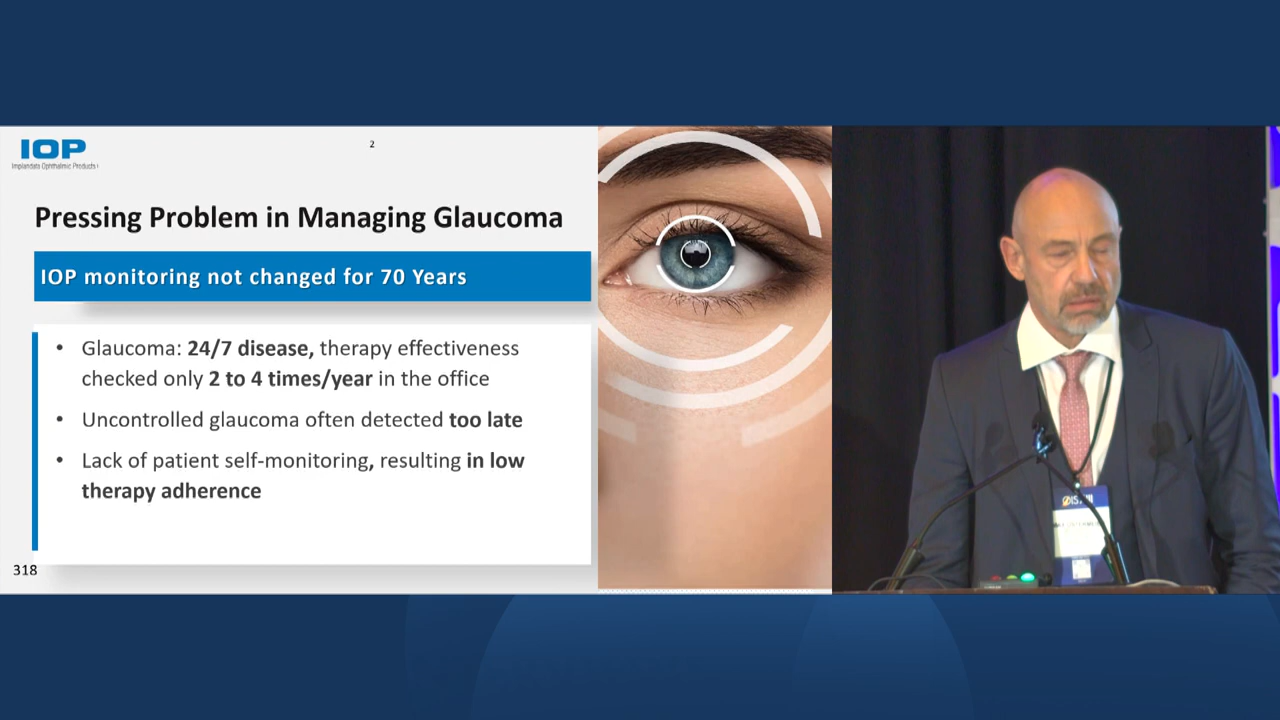 IOP
Implandata Ophthalmic Products
2
Pressing Problem in Managing Glaucoma
IOP monitoring not changed for 70 Years
• Glaucoma: 24/7 disease, therapy effectiveness
checked only 2 to 4 times/year in the office
• Uncontrolled glaucoma often detected too late
• Lack of patient self-monitoring, resulting in low
therapy adherence
318